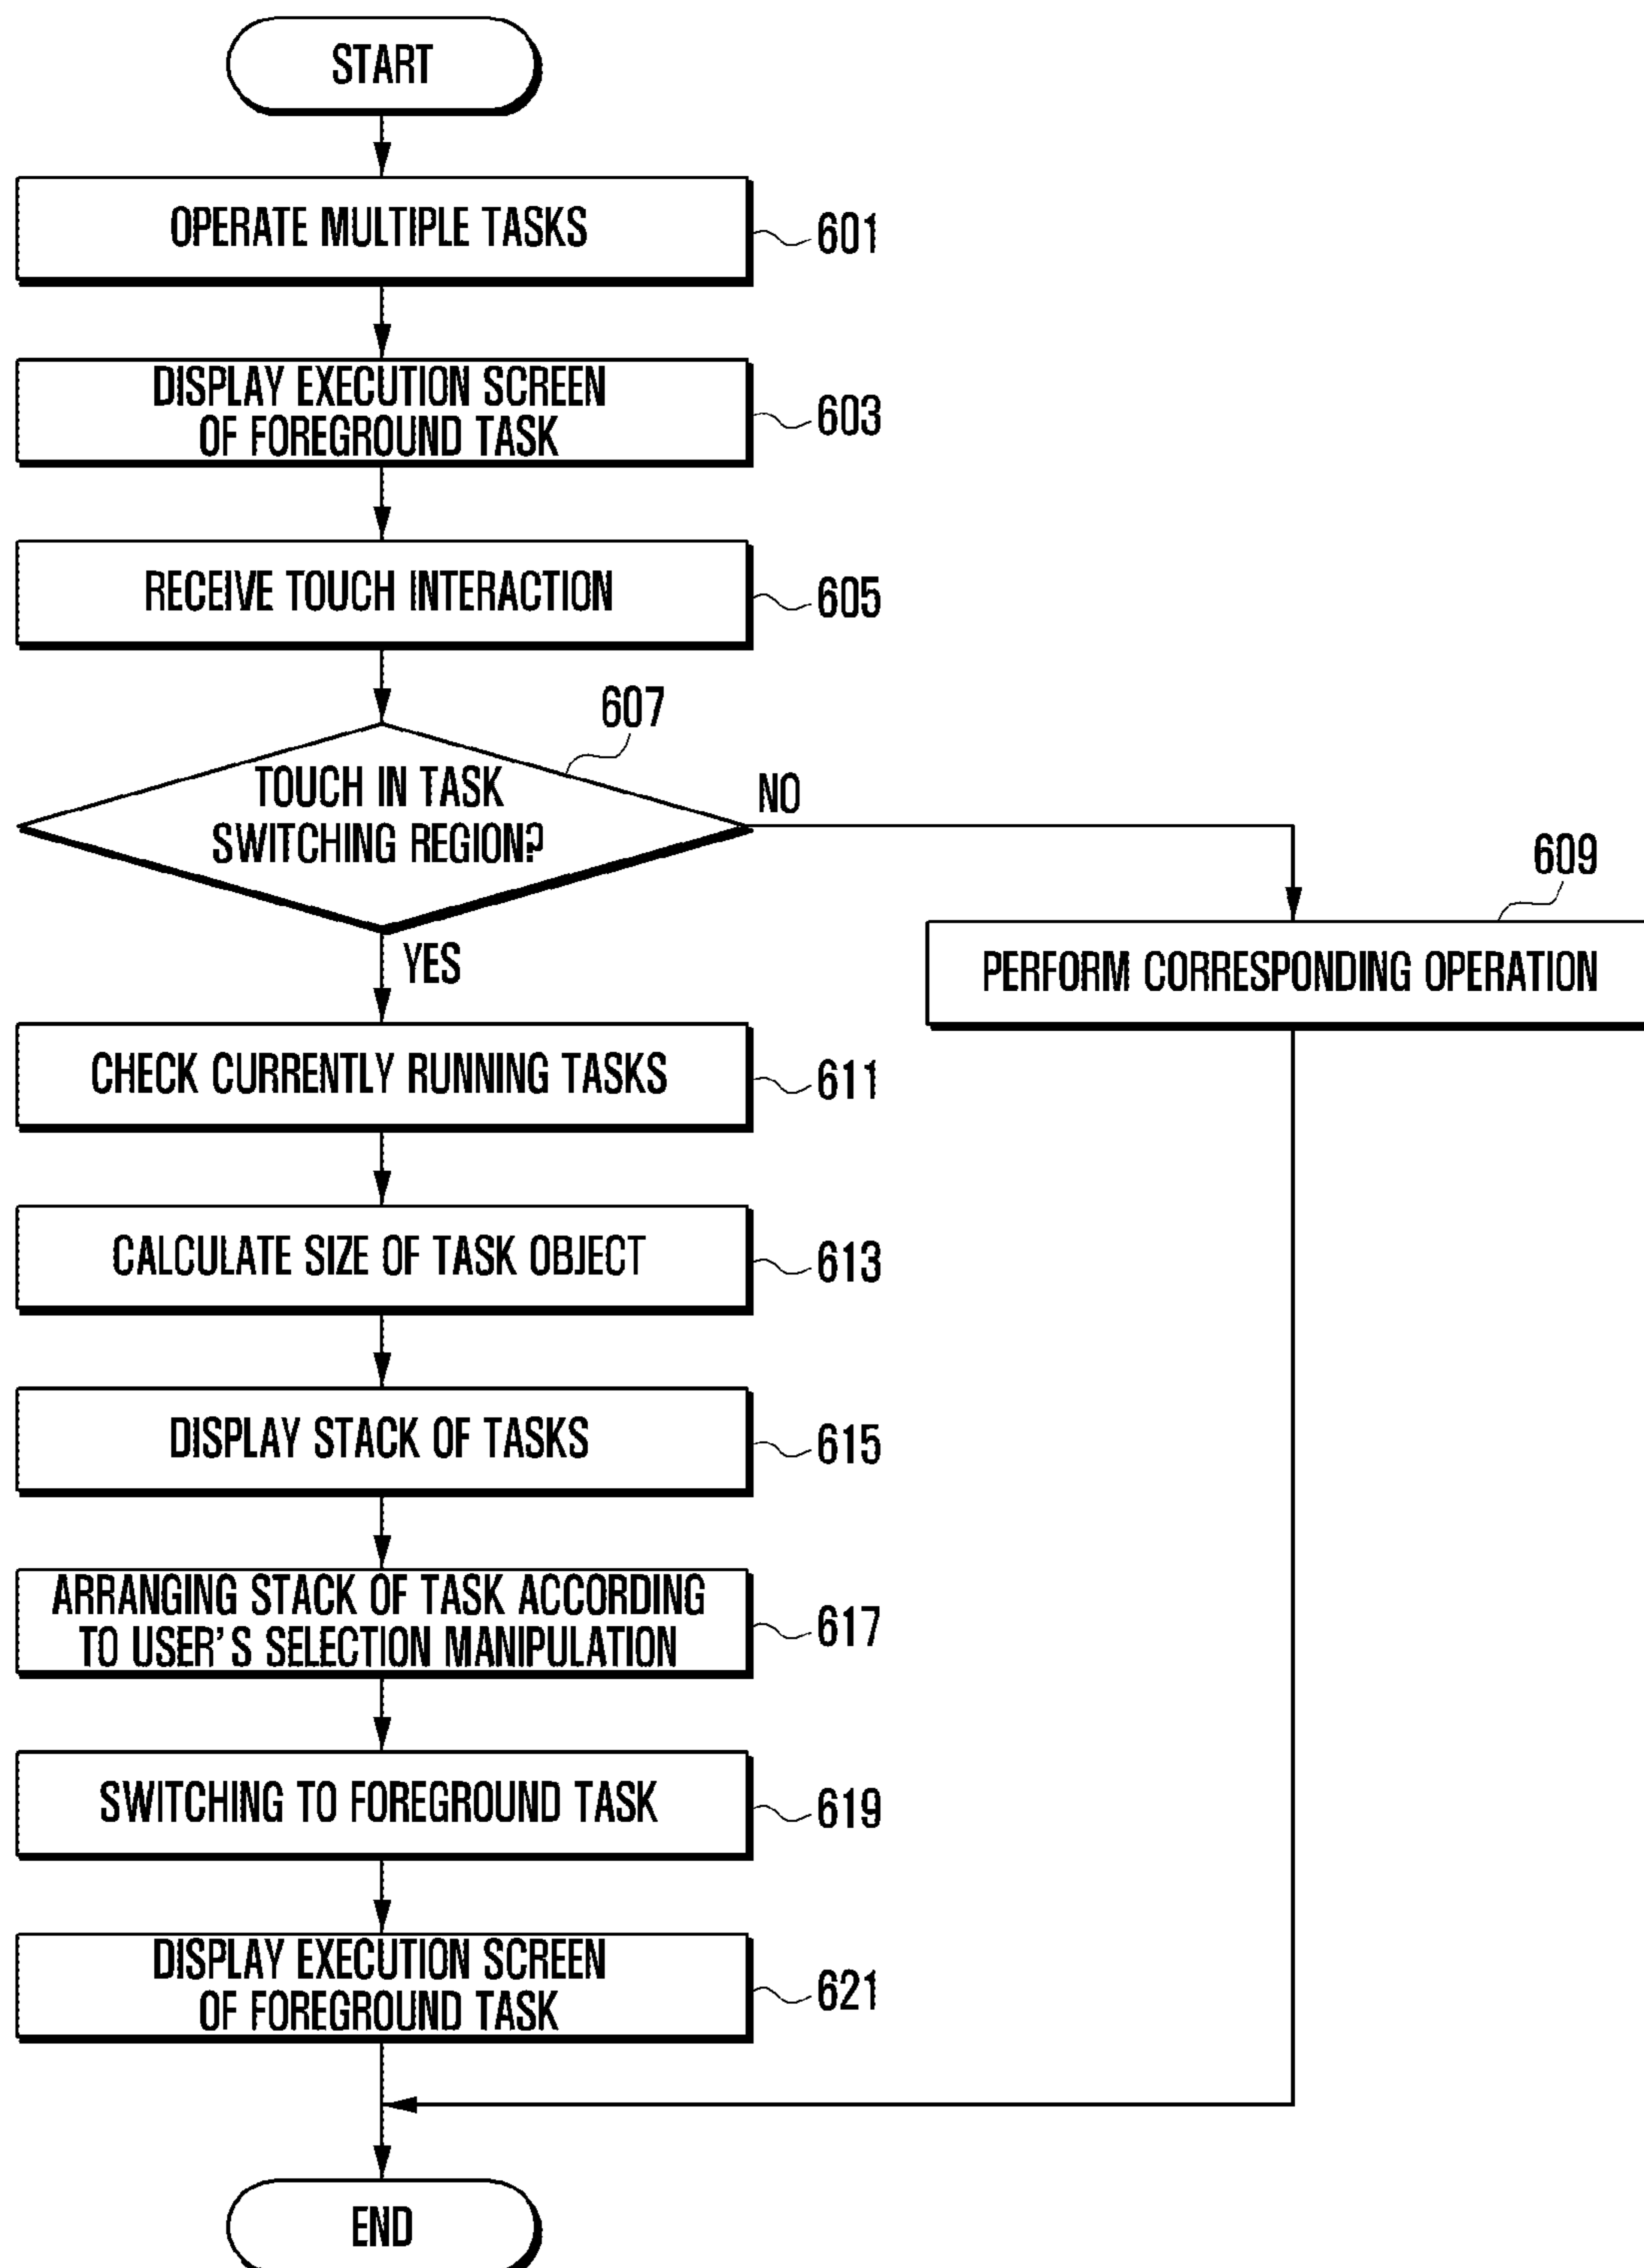 START
OPERATE MULTIPLE TASKS
601
DISPLAY EXECUTION SCREEN
OF FOREGROUND TASK
603
RECEIVE TOUCH INTERACTION
605
607
TOUCH IN TASK
SWITCHING REGION?
NO
YES
609
PERFORM CORRESPONDING OPERATION
CHECK CURRENTLY RUNNING TASKS
611
CALCULATE SIZE OF TASK OBJECT
613
DISPLAY STACK OF TASKS
615
ARRANGING STACK OF TASK ACCORDING
TO USER'S SELECTION MANIPULATION
617
SWITCHING TO FOREGROUND TASK
619
DISPLAY EXECUTION SCREEN
OF FOREGROUND TASK
621
END